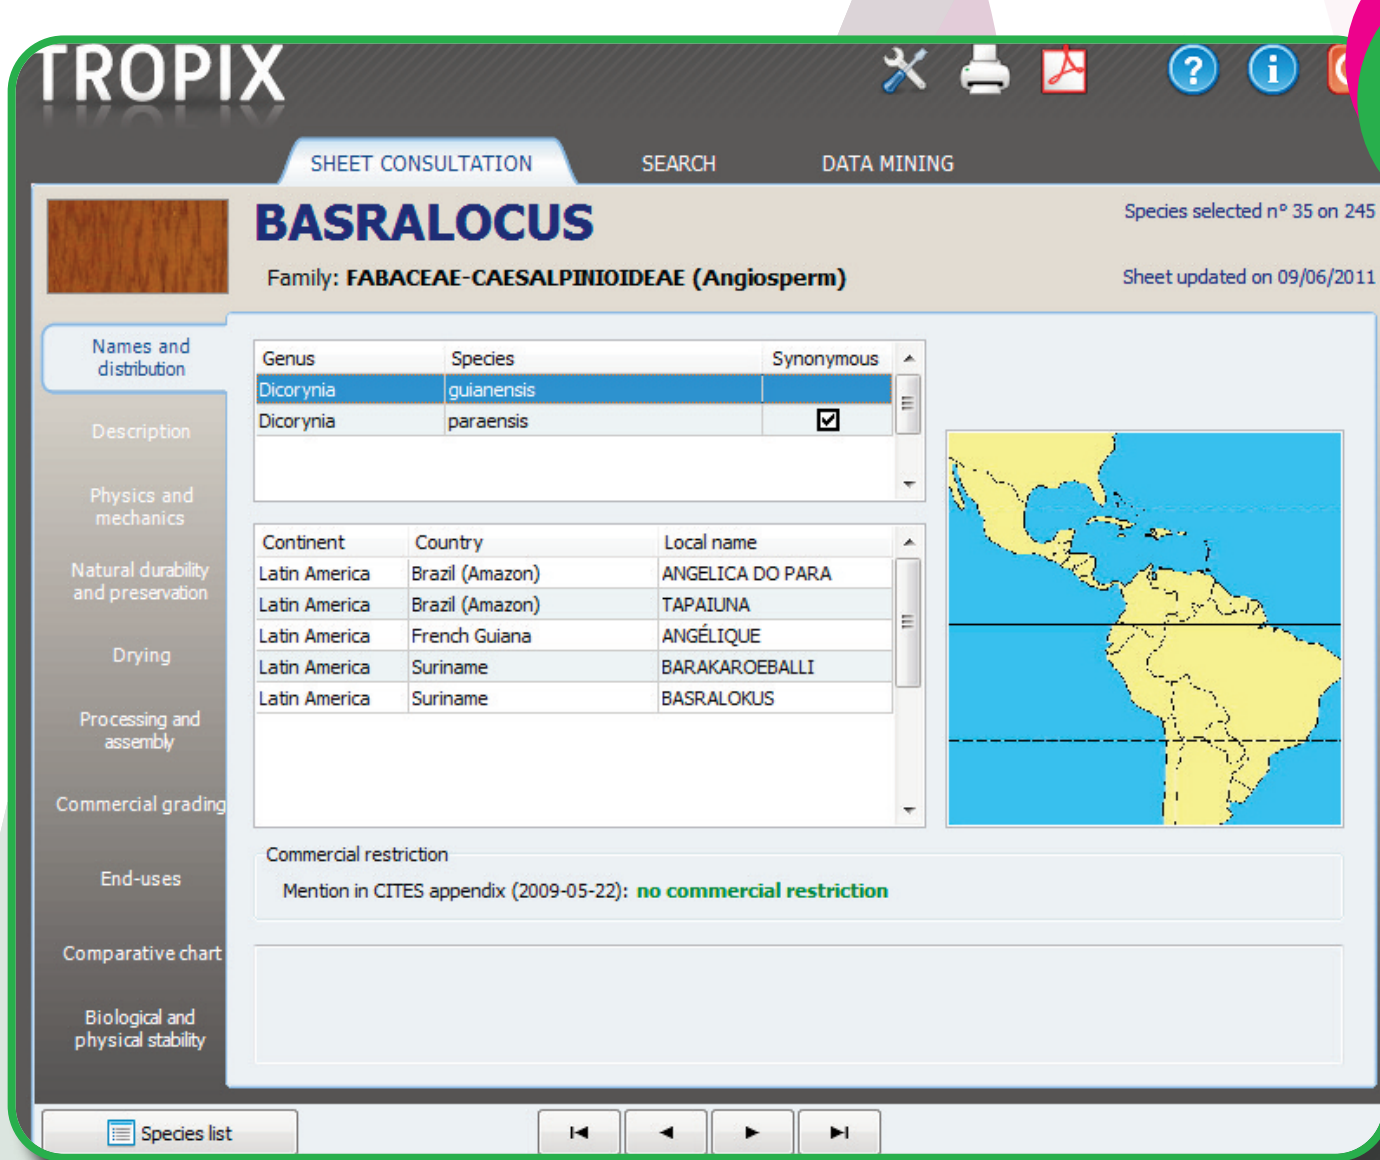 TROPIX
SHEET CONSULTATION SEARCH DATA MINING
BASRALOCUS
Species selected n° 35 on 245
Family: FABACEAE-CAESALPINIOIDEAE (Angiosperm)
Sheet updated on 09/06/2011
Names and
distribution
Description
Physics and
mechanics
Natural durability
and preservation
Drying
Processing and
assembly
Commercial grading
End-uses
Comparative chart
Biological and
physical stability
Genus Species Synonymous
Dicorynia guianensis
Dicorynia paraensis
Continent Country Local name
Latin America Brazil (Amazon) ANGELICA DO PARA
Latin America Brazil (Amazon) TAPAIUNA
Latin America French Guiana ANGÉLIQUE
Latin America Suriname BARAKAROEBALLI
Latin America Suriname BASRALOKUS
Commercial restriction
Mention in CITES appendix (2009-05-22): no commercial restriction
Species list